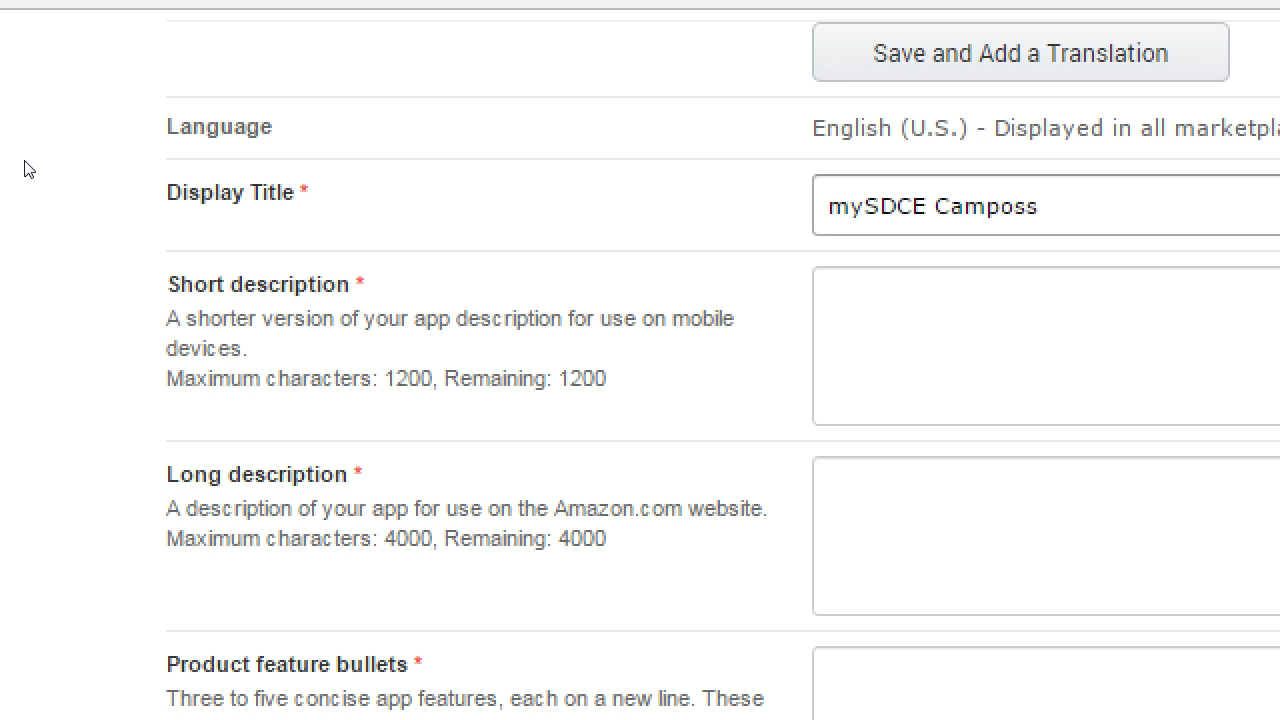 Save and Add a Translation
Language
English (U.S.) - Displayed in all
Display Title *
mySDCE Camposs
Short description *
A shorter version of your app description for use on mobile
devices.
Maximum characters: 1200, Remaining: 1200
Long description *
A description of your app for use on the Amazon.com website.
Maximum characters: 4000, Remaining: 4000
Product feature bullets *
Three to five concise app features, each on a new line. These